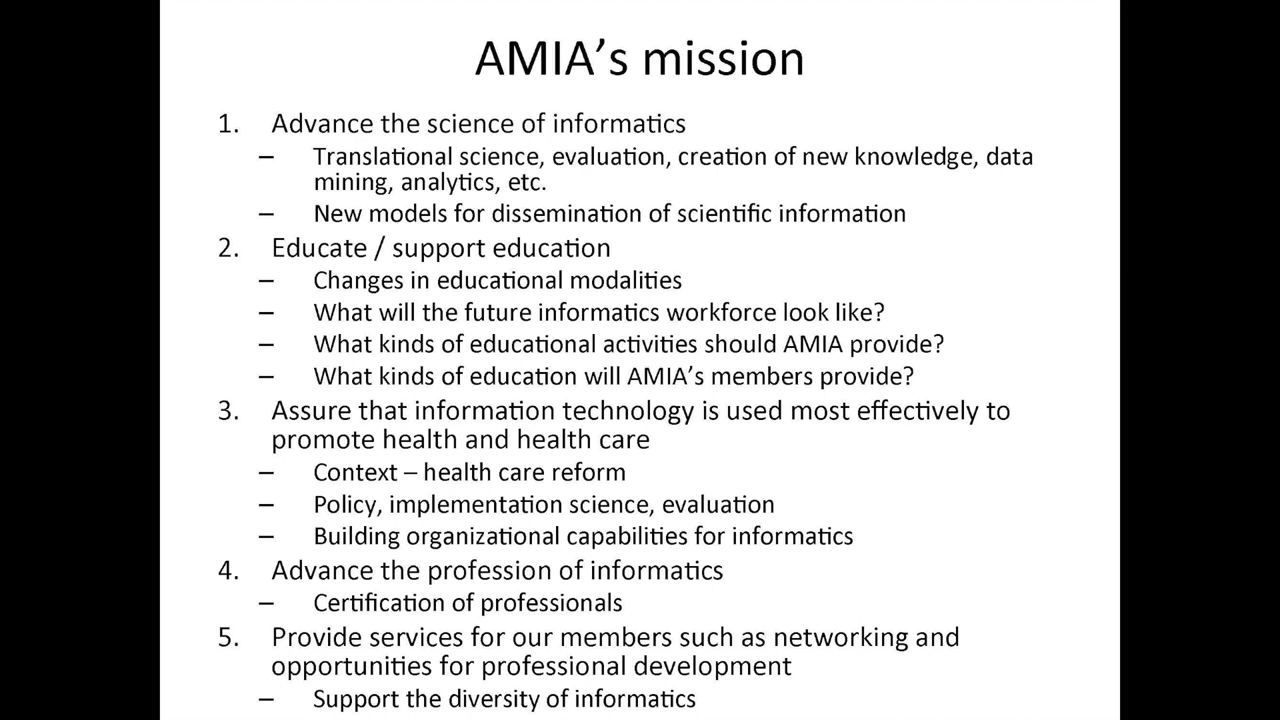 AMIA’s mission
1. Advance the science of informatics
– Translational science, evaluation, creation of new knowledge, data
mining, analytics, etc.
– New models for dissemination of scientific information
2. Educate / support education
– Changes in educational modalities
– What will the future informatics workforce look like?
– What kinds of educational activities should AMIA provide?
– What kinds of education will AMIA’s members provide?
3. Assure that information technology is used most effectively to
promote health and health care
– Context – health care reform
– Policy, implementation science, evaluation
– Building organizational capabilities for informatics
4. Advance the profession of informatics
– Certification of professionals
5. Provide services for our members such as networking and
opportunities for professional development
– Support the diversity of informatics